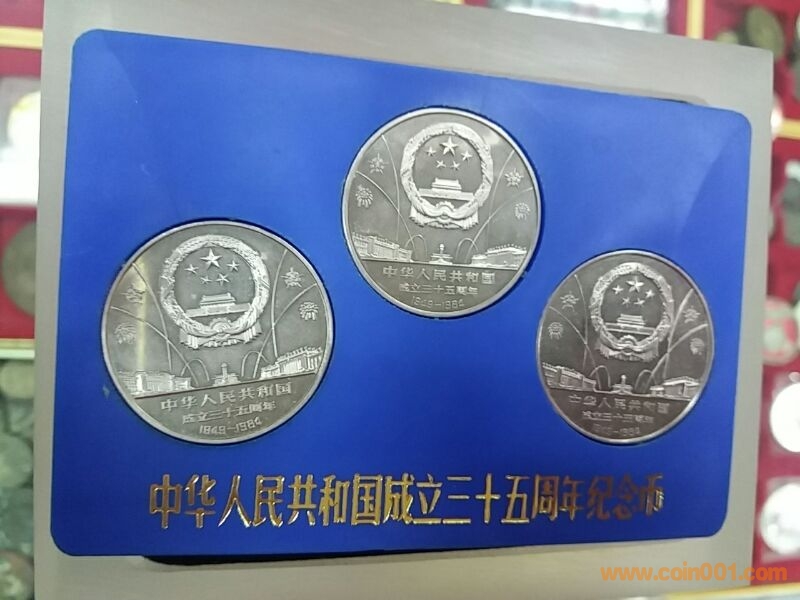 中华人民共和国
成立三十五周年
1949-1984
中华人民共和国
成立三十五周年
1949-1984
中华人民共和国
成立三十五周年
1949-1984
中华人民共和国成立三十五周年纪念币
www.coin001.com